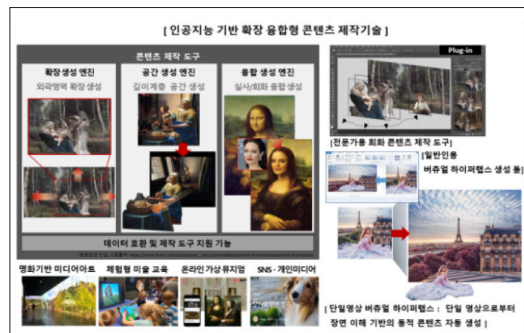 [ 인공지능 기반 확장 융합형 콘텐츠 제작기술 ]
콘텐츠 제작 도구
확장 생성 엔진
외곽영역 확장 생성
공간 생성 엔진
깊이계층 공간 생성
융합 생성 엔진
실사/회화 융합 생성
데이터 호환 및 제작 도구 지원 기능
명화기반 미디어아트
체험형 미술 교육
온라인 가상 뮤지엄
SNS · 개인미디어
Plug-in
[전문가용 회화 콘텐츠 제작 도구]
[일반인용
버츄얼 하이퍼랩스 생성 툴]
[ 단일영상 버츄얼 하이퍼랩스 : 단일 영상으로부터
장면 이해 기반의 동적 콘텐츠 자동 생성 ]